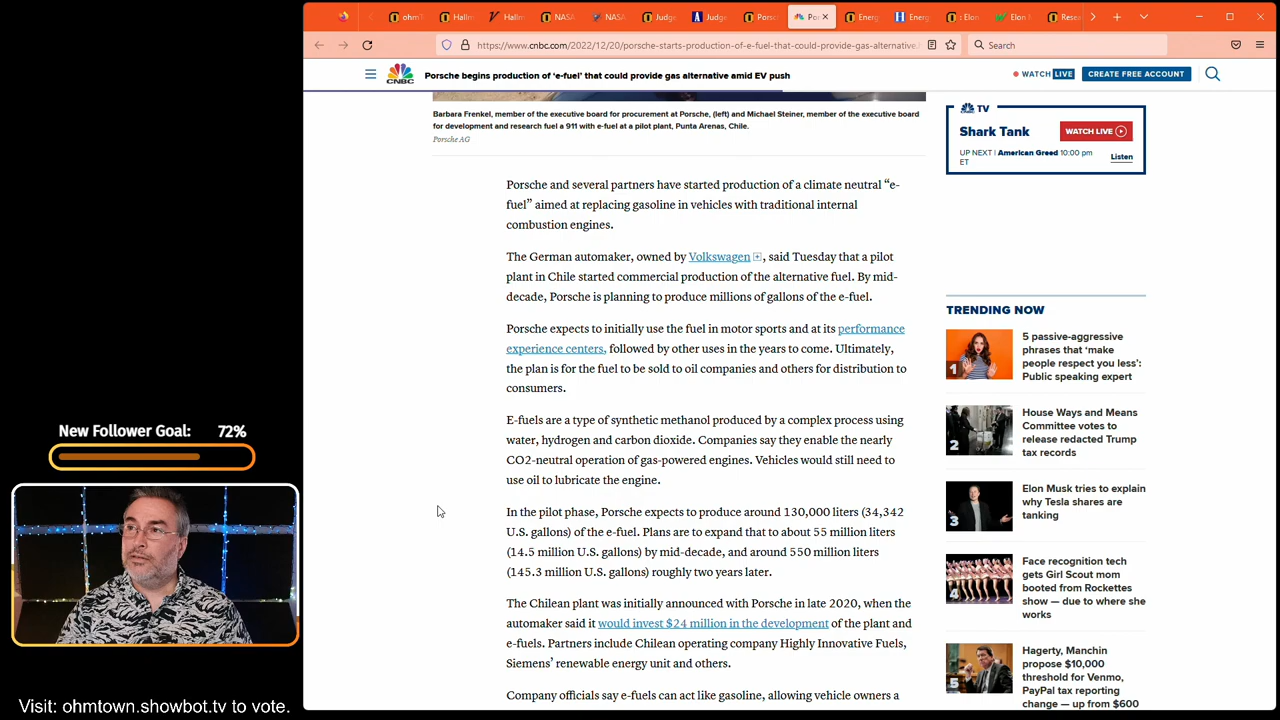 ohmT
Hallm
Hallm
NASA
NASA
Judge
Judge
Porsc
Por
Energ
Energ
: Elon
Elon M
Resea
https://www.cnbc.com/2022/12/20/porsche-starts-production-of-e-fuel-that-could-provide-gas-alternative
Search
CNBC
Porsche begins production of ‘e-fuel’ that could provide gas alternative amid EV push
WATCH LIVE
CREATE FREE ACCOUNT
Barbara Frenkel, member of the executive board for procurement at Porsche, (left) and Michael Steiner, member of the executive board
for development and research fuel a 911 with e-fuel at a pilot plant, Punta Arenas, Chile.
Porsche AG
TV
Shark Tank
WATCH LIVE
UP NEXT | American Greed 10:00 pm
ET
Listen
Porsche and several partners have started production of a climate neutral “e-
fuel” aimed at replacing gasoline in vehicles with traditional internal
combustion engines.
The German automaker, owned by Volkswagen, said Tuesday that a pilot
plant in Chile started commercial production of the alternative fuel. By mid-
decade, Porsche is planning to produce millions of gallons of the e-fuel.
Porsche expects to initially use the fuel in motor sports and at its performance
experience centers, followed by other uses in the years to come. Ultimately,
the plan is for the fuel to be sold to oil companies and others for distribution to
consumers.
E-fuels are a type of synthetic methanol produced by a complex process using
water, hydrogen and carbon dioxide. Companies say they enable the nearly
CO2-neutral operation of gas-powered engines. Vehicles would still need to
use oil to lubricate the engine.
In the pilot phase, Porsche expects to produce around 130,000 liters (34,342
U.S. gallons) of the e-fuel. Plans are to expand that to about 55 million liters
(14.5 million U.S. gallons) by mid-decade, and around 550 million liters
(145.3 million U.S. gallons) roughly two years later.
The Chilean plant was initially announced with Porsche in late 2020, when the
automaker said it would invest $24 million in the development of the plant and
e-fuels. Partners include Chilean operating company Highly Innovative Fuels,
Siemens’ renewable energy unit and others.
Company officials say e-fuels can act like gasoline, allowing vehicle owners a
TRENDING NOW
1
5 passive-aggressive
phrases that ‘make
people respect you less’:
Public speaking expert
2
House Ways and Means
Committee votes to
release redacted Trump
tax records
3
Elon Musk tries to explain
why Tesla shares are
tanking
4
Face recognition tech
gets Girl Scout mom
booted from Rockettes
show — due to where she
works
5
Hagerty, Manchin
propose $10,000
threshold for Venmo,
PayPal tax reporting
change — up from $600
New Follower Goal: 72%
Visit: ohmtown.showbot.tv to vote.